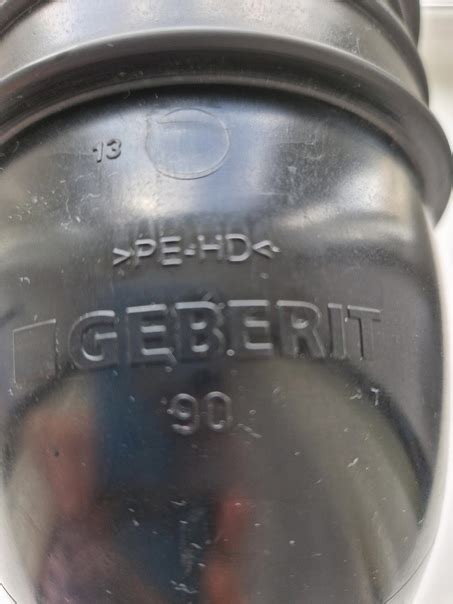 13
>PE-HD<
GEBERIT
90